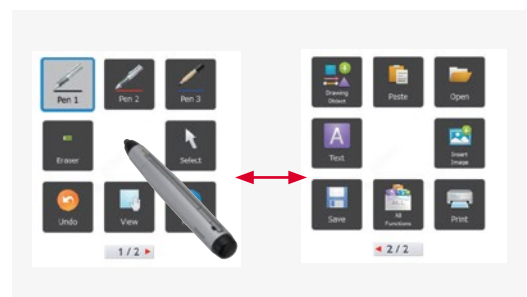 Pen 1
Pen 2
Pen 3
Eraser
Select
Undo
View
1 / 2
Drawing
Object
Paste
Open
Text
Insert
Image
Save
All
Functions
Print
2 / 2